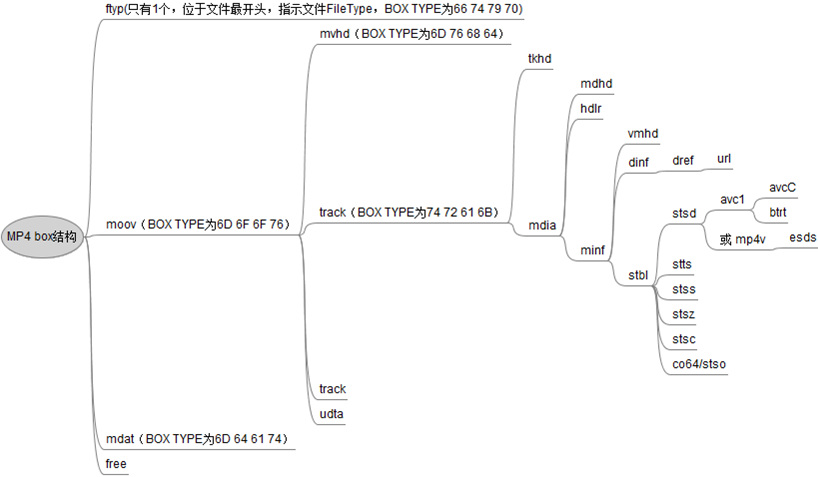 MP4 box结构
ftyp(只有1个，位于文件最开头，指示文件FileType，BOX TYPE为66 74 79 70)
moov（BOX TYPE为6D 6F 6F 76）
mvhd（BOX TYPE为6D 76 68 64）
track（BOX TYPE为74 72 61 6B）
tkhd
mdia
mdhd
hdlr
minf
vmhd
dinf
dref
url
stbl
stsd
avc1
avcC
btrt
或 mp4v
esds
stts
stss
stsz
stsc
co64/stso
track
udta
mdat（BOX TYPE为6D 64 61 74）
free